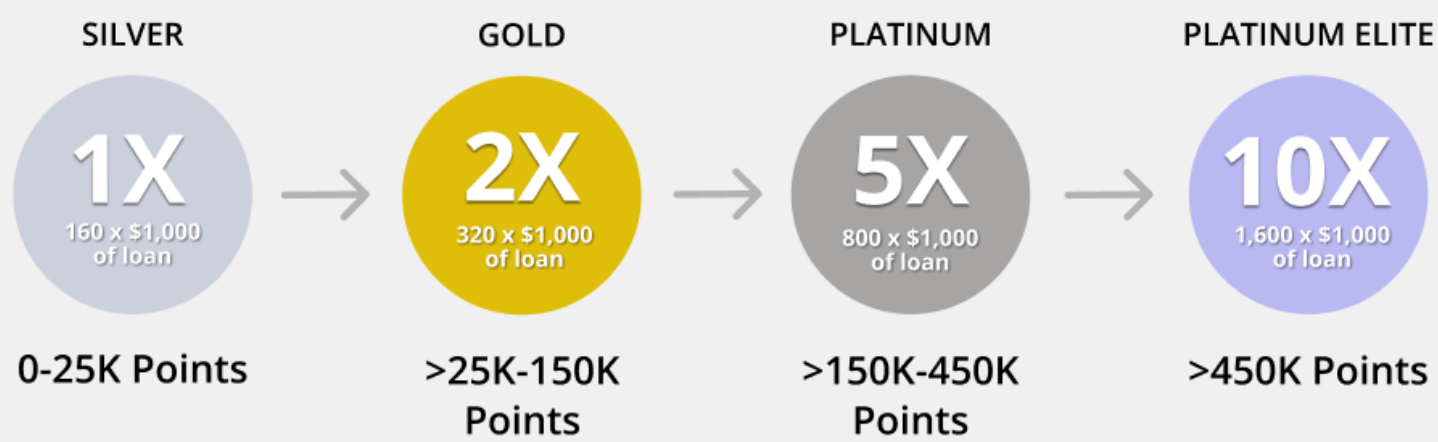 SILVER
1X
160 x $1,000
of loan
0-25K Points
GOLD
2X
320 x $1,000
of loan
>25K-150K
Points
PLATINUM
5X
800 x $1,000
of loan
>150K-450K
Points
PLATINUM ELITE
10X
1,600 x $1,000
of loan
>450K Points